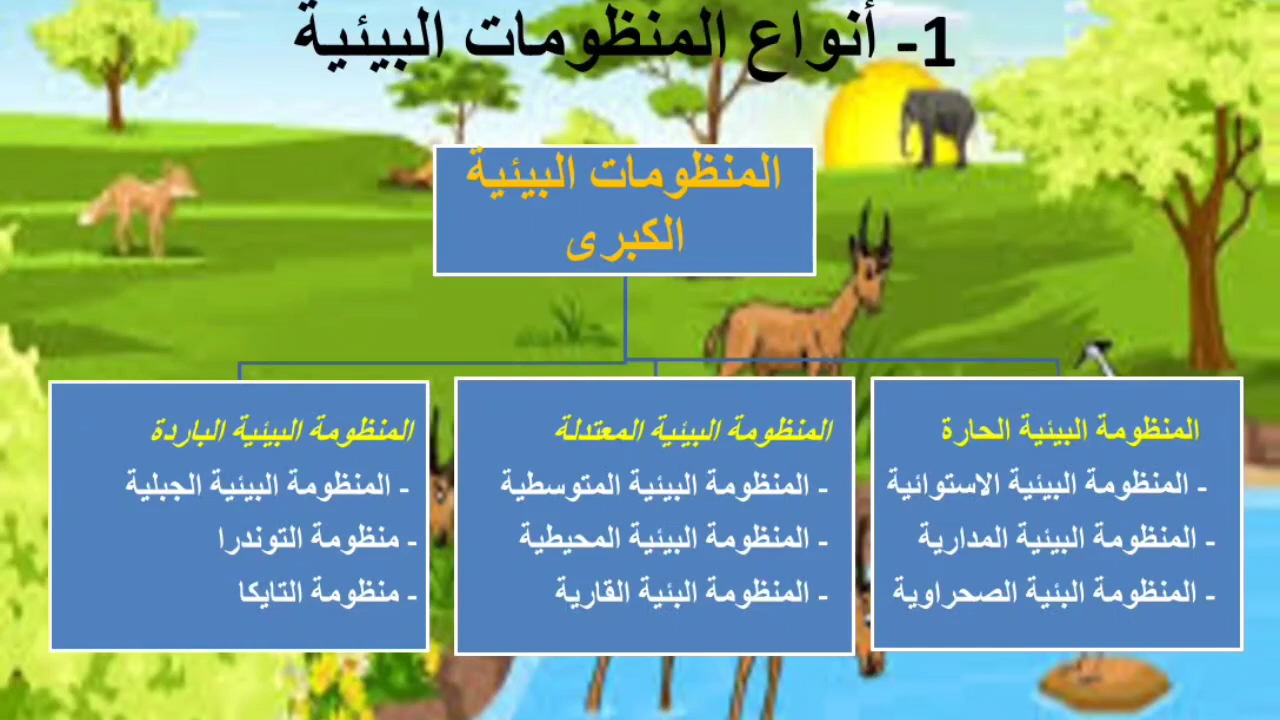 1- أنواع المنظومات البيئية
المنظومات البيئية
الكبرى
المنظومة البيئية الحارة
- المنظومة البيئية الاستوائية
- المنظومة البيئية المدارية
- المنظومة البئية الصحراوية
المنظومة البيئية المعتدلة
- المنظومة البيئية المتوسطية
- المنظومة البيئية المحيطية
- المنظومة البئية القارية
المنظومة البيئية الباردة
- المنظومة البيئية الجبلية
- منظومة التوندرا
- منظومة التايكا